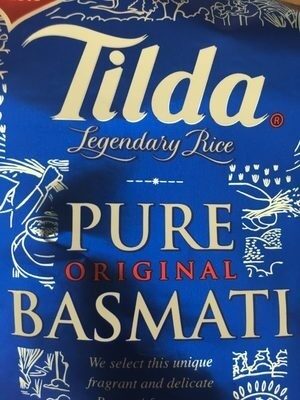 Tilda®
Legendary Rice
PURE
ORIGINAL
BASMATI
We select this unique
fragrant and delicate